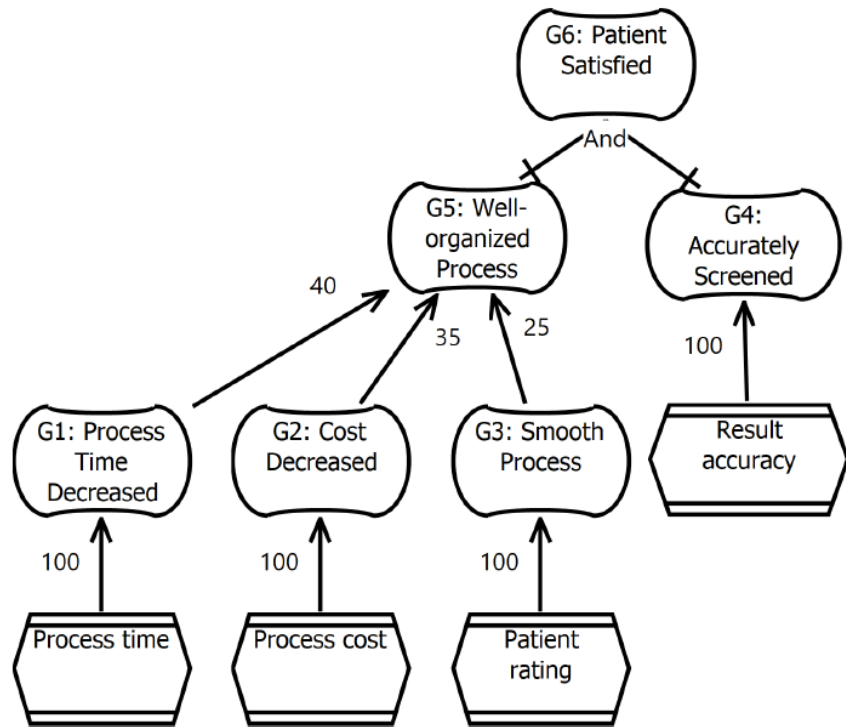 G6: Patient
Satisfied
And
G5: Well-
organized
Process
G4:
Accurately
Screened
40
35
25
100
G1: Process
Time
Decreased
G2: Cost
Decreased
G3: Smooth
Process
Result
accuracy
100
100
100
Process time
Process cost
Patient
rating